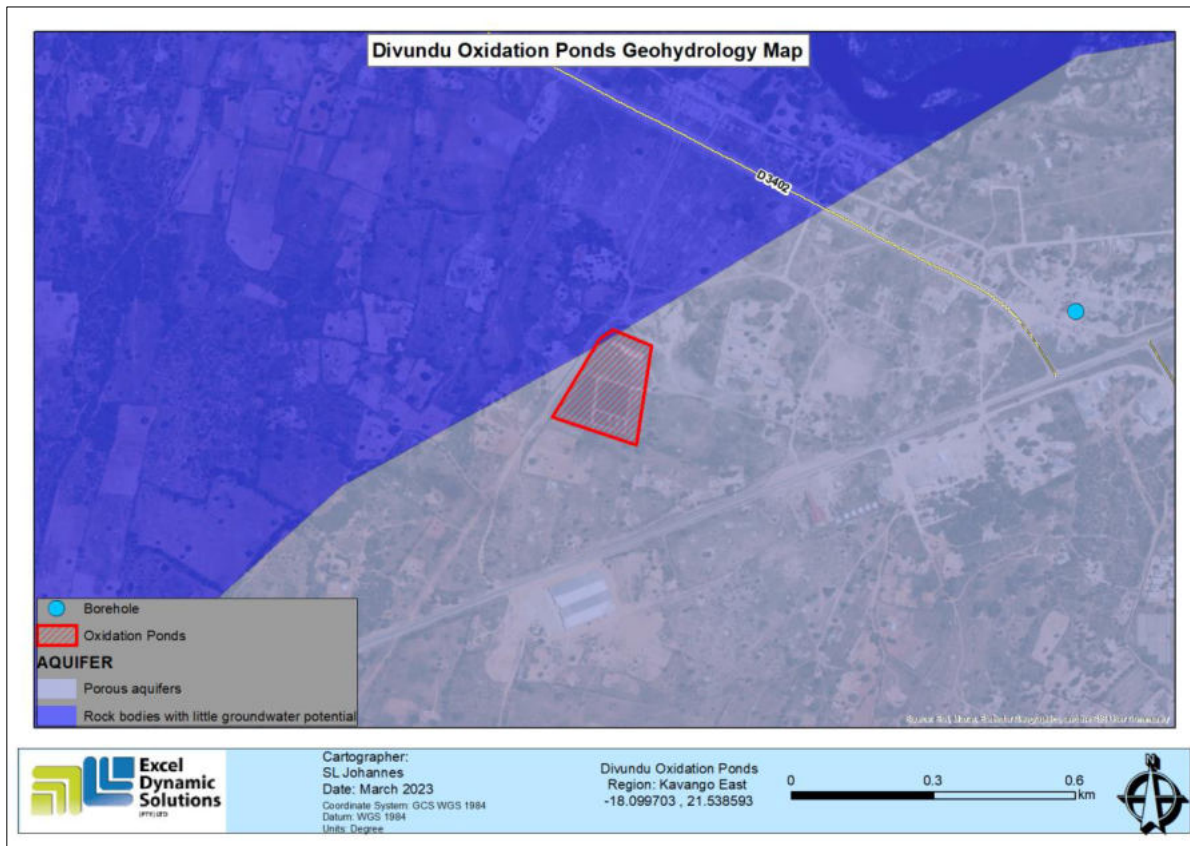 Divundu Oxidation Ponds Geohydrology Map
D3402
Borehole
Oxidation Ponds
AQUIFER
Porous aquifers
Rock bodies with little groundwater potential
Excel
Dynamic
Solutions
(PTY) LTD
Cartographer:
SL Johannes
Date: March 2023
Coordinate System: GCS WGS 1984
Datum: WGS 1984
Units: Degree
Divundu Oxidation Ponds
Region: Kavango East
-18.099703 , 21.538593
0 0.3 0.6
km
N